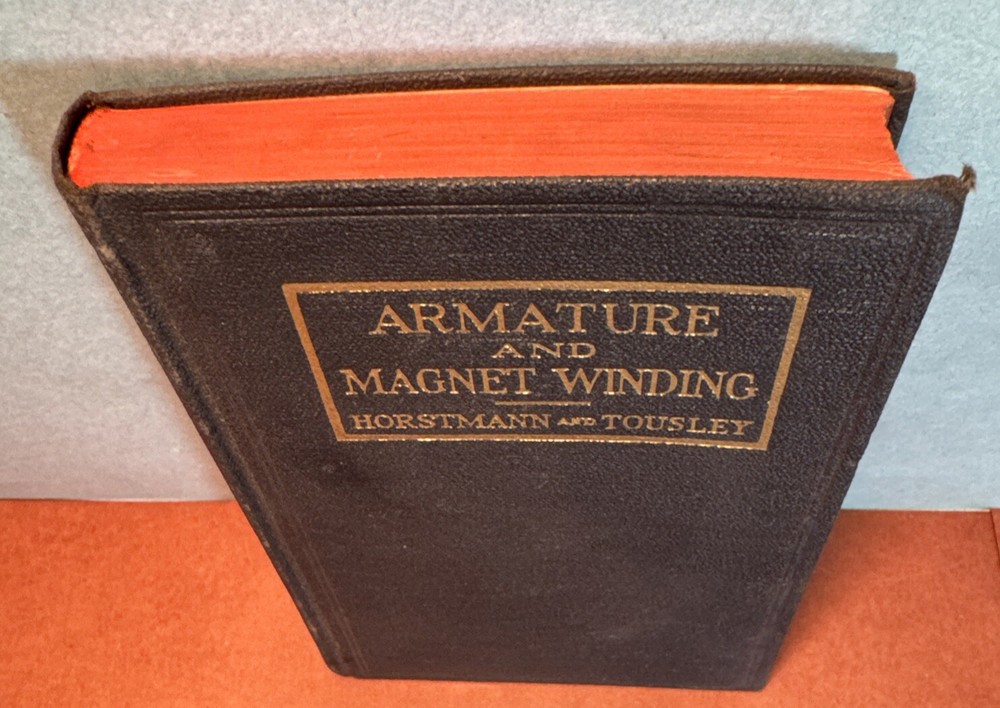 ARMATURE
AND
MAGNET WINDING
HORSTMANN AND TOUSLEY